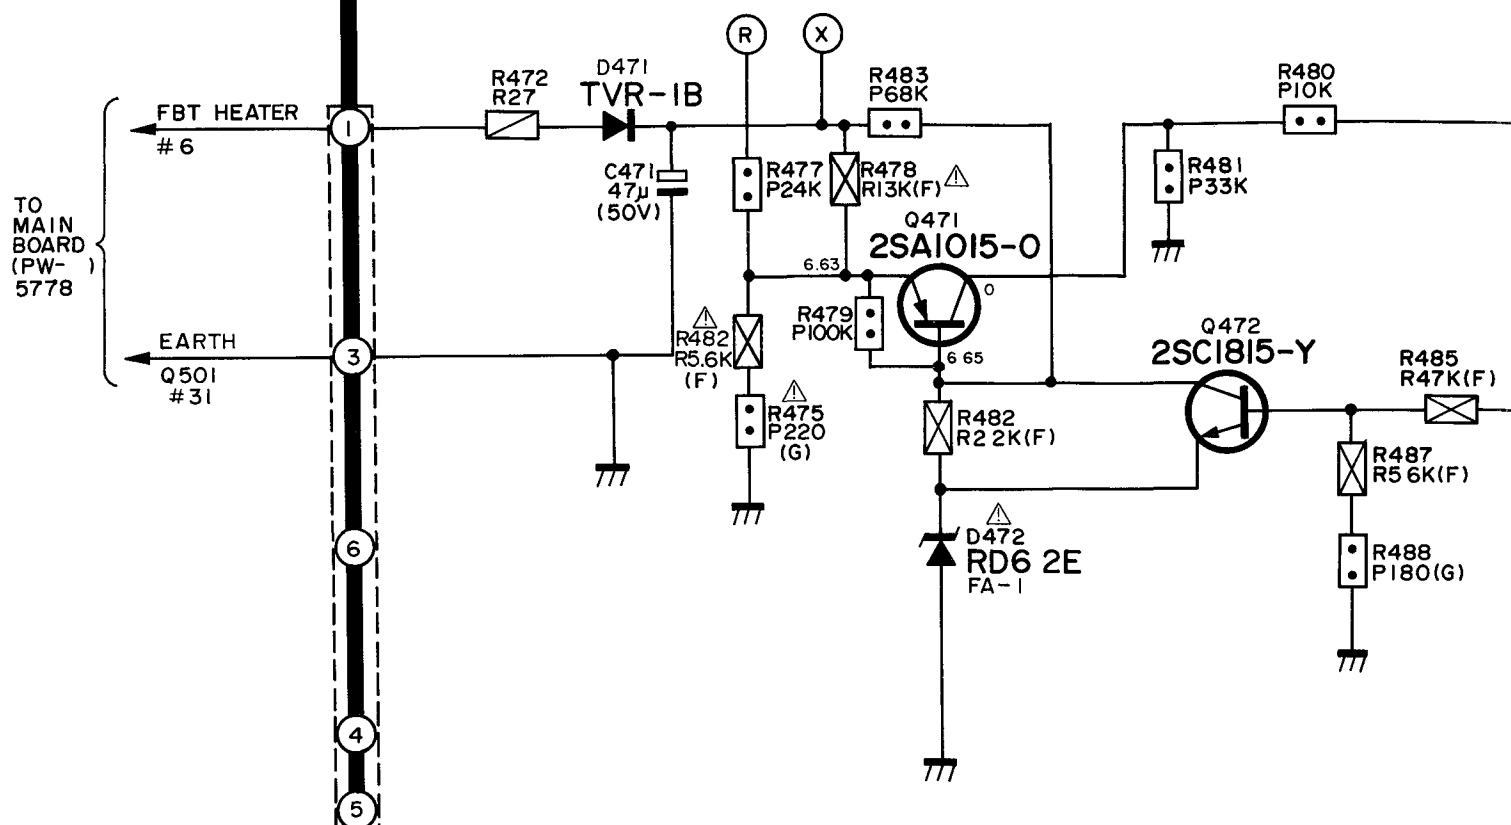 R
X
R472
R27
D471
TVR-1B
R483
P68K
R480
P10K
FBT HEATER
#6
1
C471
47μ
(50V)
R477
P24K
R478
R13K(F)
R481
P33K
TO
MAIN
BOARD
(PW- )
5778
Q471
2SA1015-O
6.63
O
R479
P100K
EARTH
3
Q501
#31
R482
R5.6K
(F)
6 65
Q472
2SC1815-Y
R485
R47K(F)
R475
P220
(G)
R482
R2 2K(F)
R487
R5 6K(F)
6
D472
RD6 2E
FA-1
R488
P180(G)
4
5